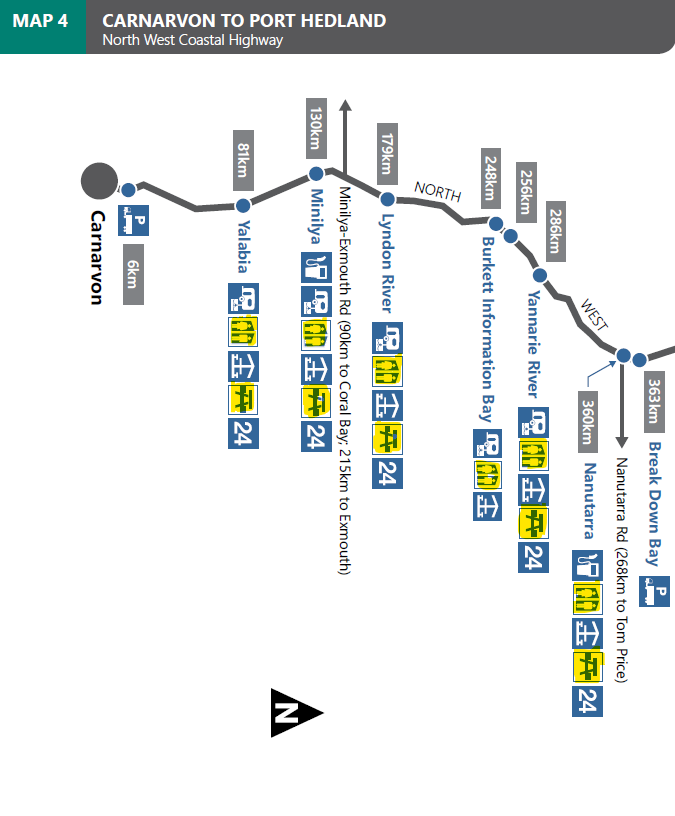 MAP 4
CARNARVON TO PORT HEDLAND
North West Coastal Highway
Carnarvon
P
6km
81km
Yalabia
24
130km
Minilya
24
Minilya-Exmouth Rd (90km to Coral Bay; 215km to Exmouth)
179km
Lyndon River
24
NORTH
248km
Burkett Information Bay
256km
286km
Yannarie River
24
WEST
360km
Nanutarra
24
Nanutarra Rd (268km to Tom Price)
363km
Break Down Bay
P
N